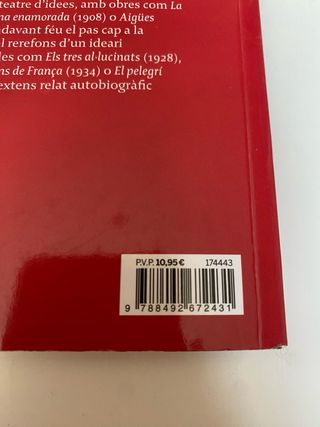 teatre d'idees, amb obres com La
na enamorada (1908) o Aigües
ndavant féu el pas cap a la
l rerefons d'un ideari
les com Els tres al·lucinats (1928),
ns de França (1934) o El pelegrí
extens relat autobiogràfic
P.V.P. 10,95 € 174443
9 788492 672431